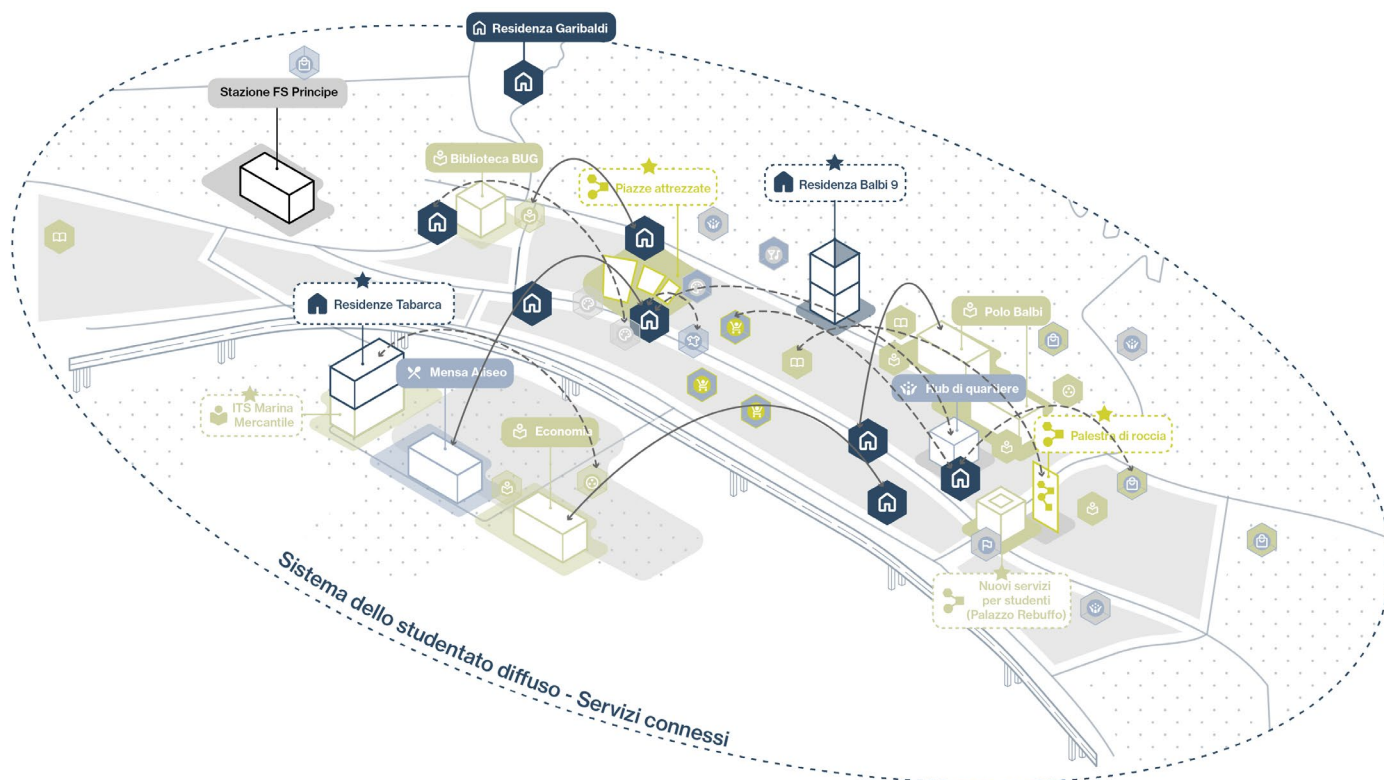 Residenza Garibaldi
Stazione FS Principe
Biblioteca BUG
Piazze attrezzate
Residenza Balbi 9
Residenze Tabarca
Polo Balbi
Mensa Aliseo
Hub di quartiere
ITS Marina
Mercantile
Economia
Palestra di roccia
Nuovi servizi
per studenti
(Palazzo Rebuffo)
Sistema dello studentato diffuso - Servizi connessi